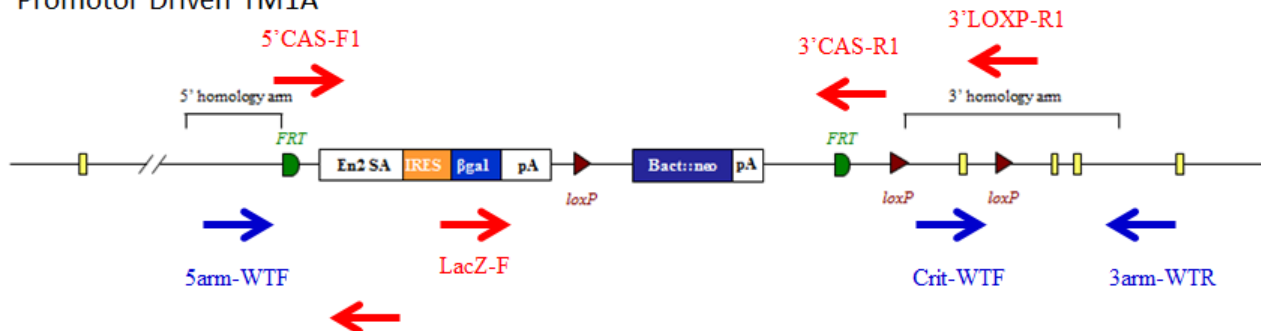 Promotor Driven TM1A
5'CAS-F1
3'CAS-R1
3'LOXP-R1
5' homology arm
3' homology arm
FRT
FRT
En2 SA IRES βgal pA
Bact::neo pA
loxP
loxP
loxP
5arm-WTF
LacZ-F
Crit-WTF
3arm-WTR